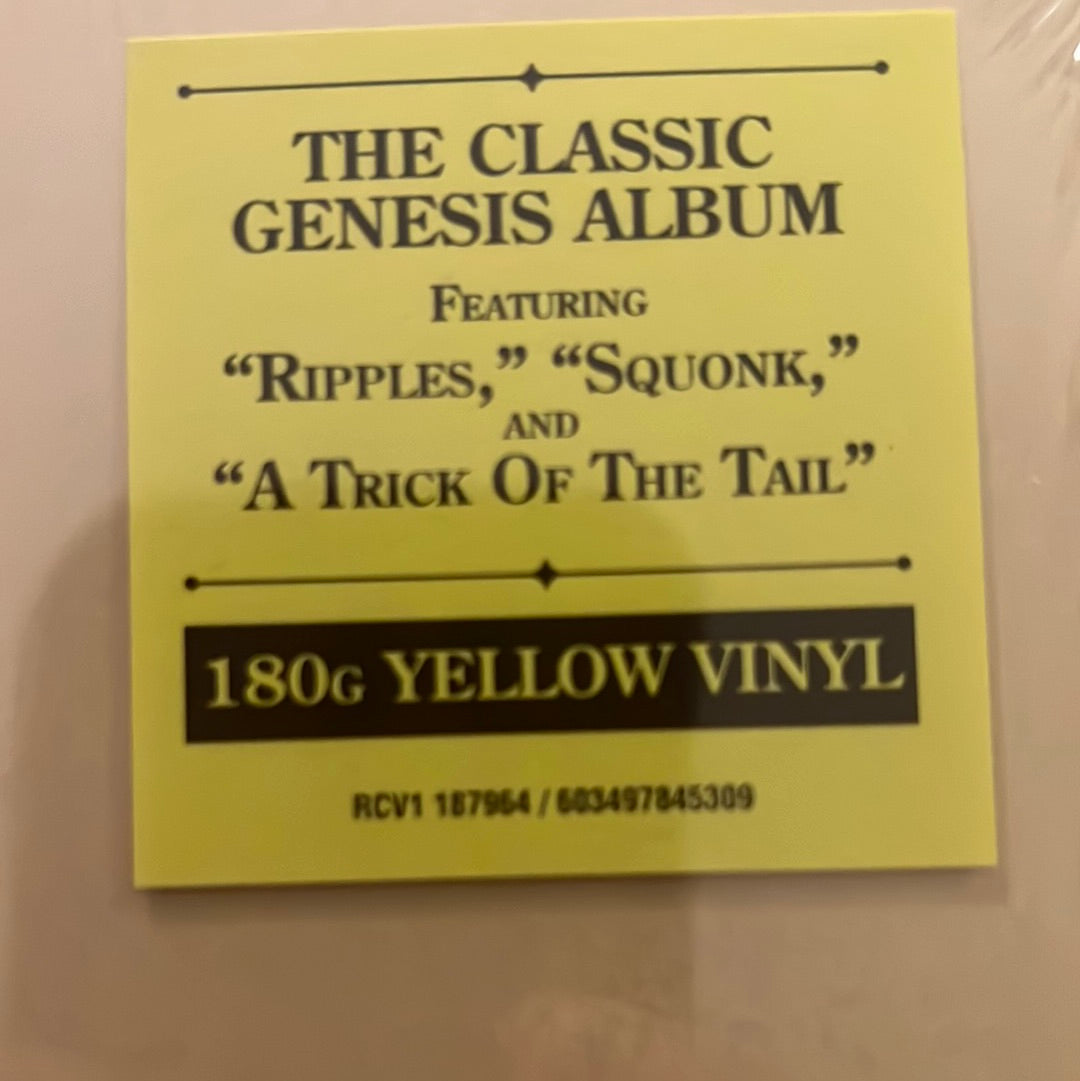 THE CLASSIC
GENESIS ALBUM
FEATURING
“RIPPLES,” “SQUONK,”
AND
“A TRICK OF THE TAIL”
180G YELLOW VINYL
RCV1 187964 / 603497845309